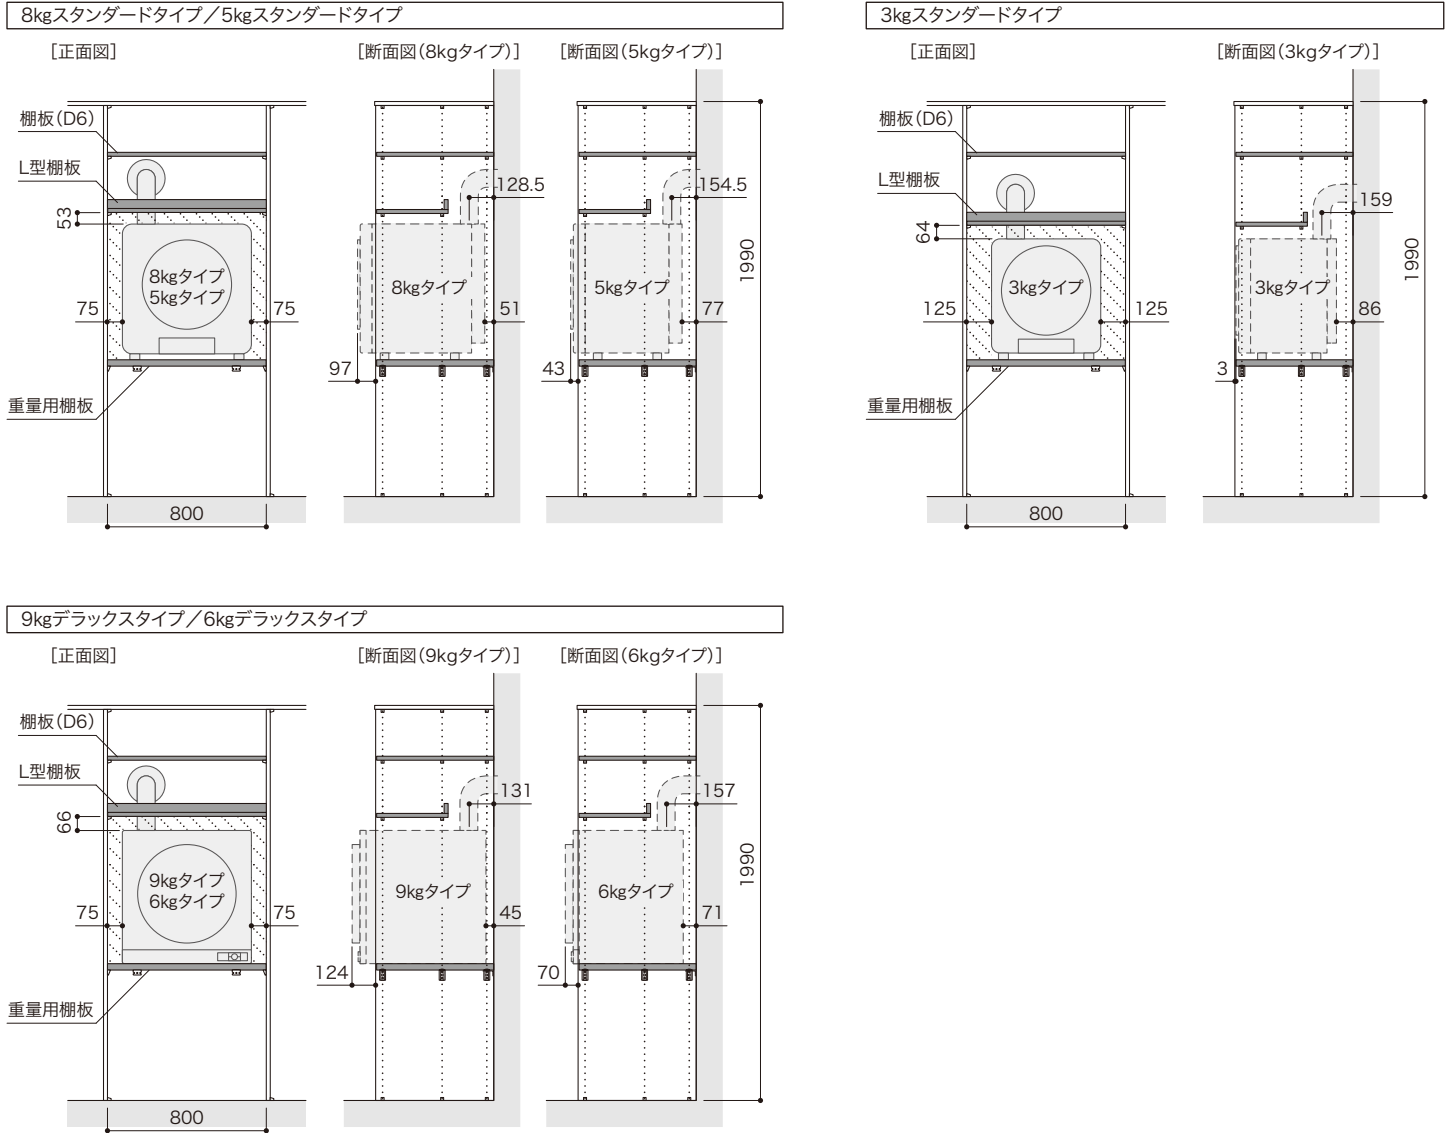 8kgスタンダードタイプ／5kgスタンダードタイプ
［正面図］
［断面図（8kgタイプ）］
［断面図（5kgタイプ）］
棚板（D6）
L型棚板
53
8kgタイプ
5kgタイプ
75
75
重量用棚板
800
128.5
8kgタイプ
51
97
154.5
5kgタイプ
77
43
1990
3kgスタンダードタイプ
［正面図］
［断面図（3kgタイプ）］
棚板（D6）
L型棚板
64
3kgタイプ
125
125
重量用棚板
800
159
3kgタイプ
86
3
1990
9kgデラックスタイプ／6kgデラックスタイプ
［正面図］
［断面図（9kgタイプ）］
［断面図（6kgタイプ）］
棚板（D6）
L型棚板
66
9kgタイプ
6kgタイプ
75
75
重量用棚板
800
131
9kgタイプ
45
124
157
6kgタイプ
71
70
1990